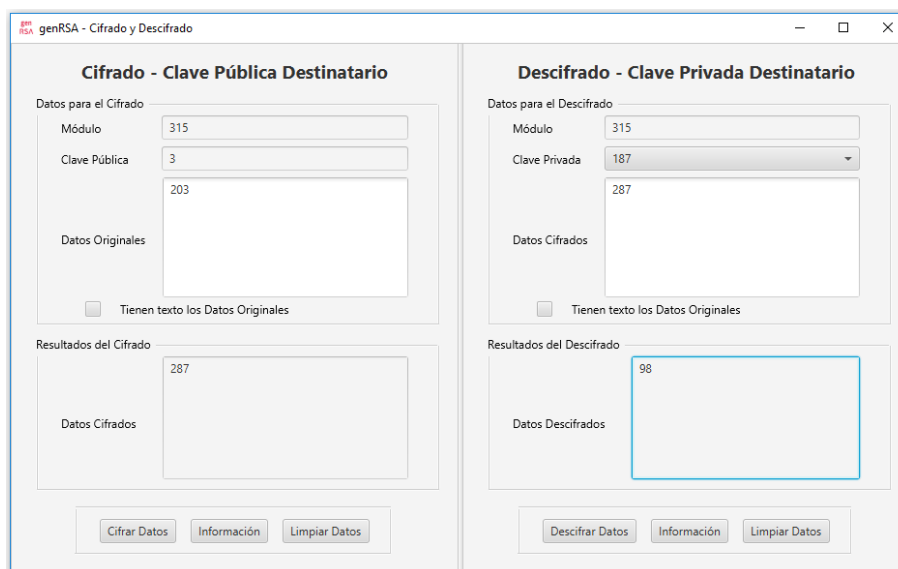 gen
RSA
genRSA - Cifrado y Descifrado
Cifrado - Clave Pública Destinatario
Datos para el Cifrado
Módulo
315
Clave Pública
3
203
Datos Originales
Tienen texto los Datos Originales
Resultados del Cifrado
287
Datos Cifrados
Cifrar Datos
Información
Limpiar Datos
Descifrado - Clave Privada Destinatario
Datos para el Descifrado
Módulo
315
Clave Privada
187
287
Datos Cifrados
Tienen texto los Datos Originales
Resultados del Descifrado
98
Datos Descifrados
Descifrar Datos
Información
Limpiar Datos